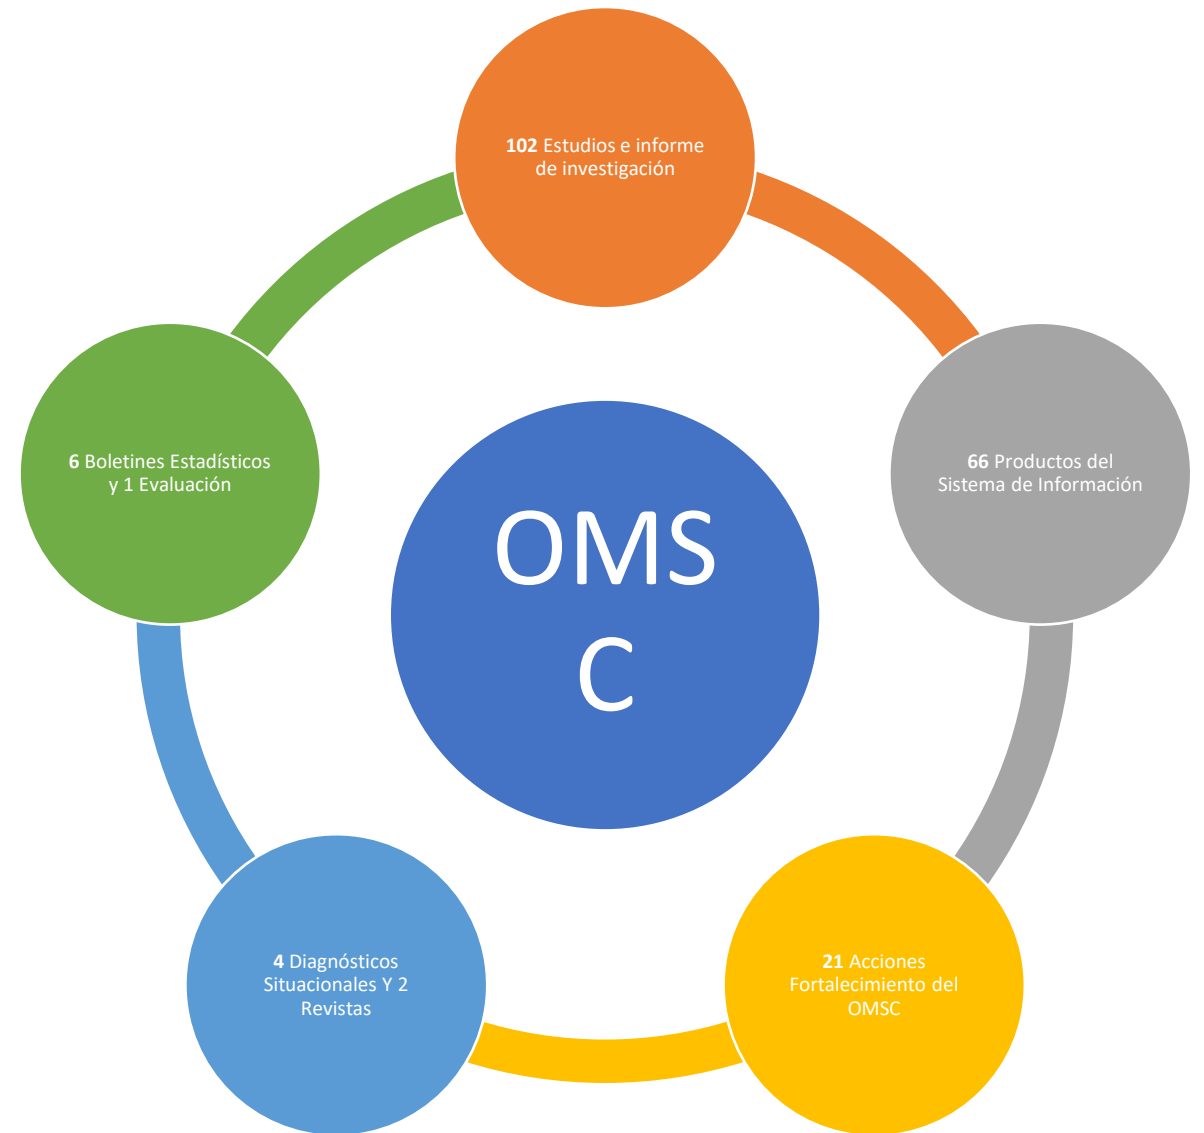 102 Estudios e informe
de investigación
66 Productos del
Sistema de Información
21 Acciones
Fortalecimiento del
OMSC
4 Diagnósticos
Situacionales Y 2
Revistas
6 Boletines Estadísticos
y 1 Evaluación
OMS
C